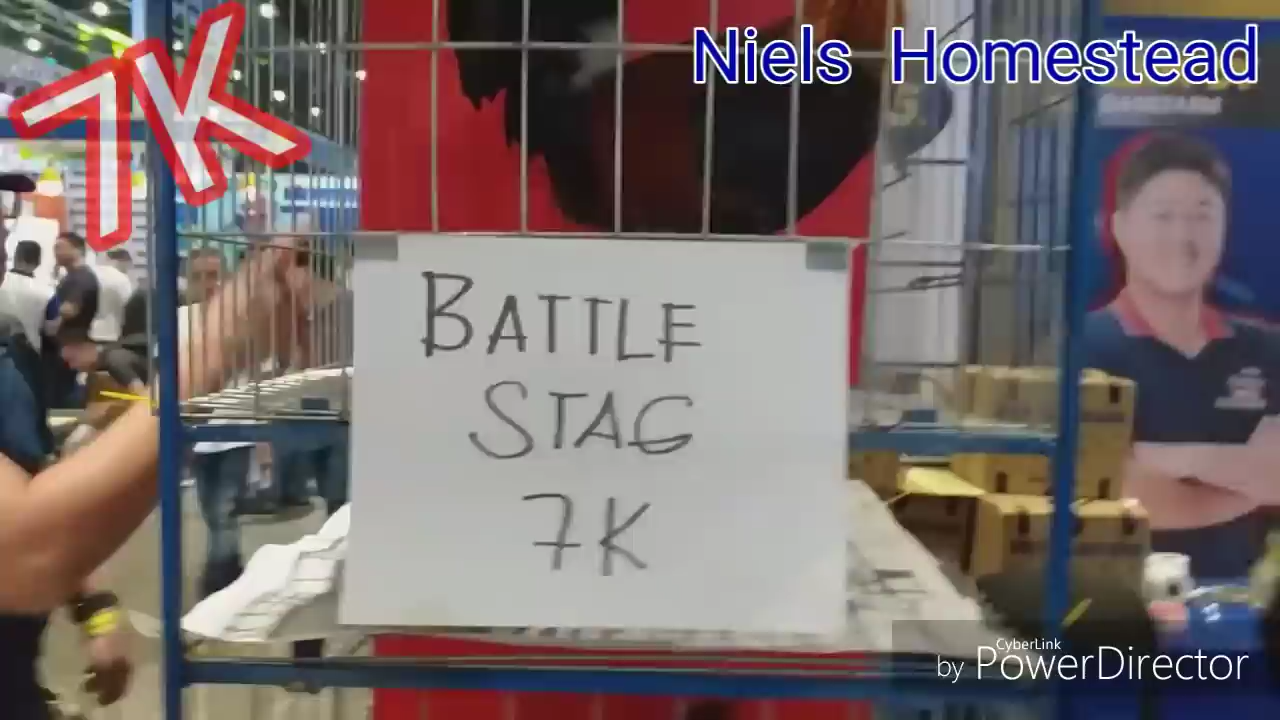 7K
Niels Homestead
BATTLE
STAG
7K
CyberLink
by PowerDirector